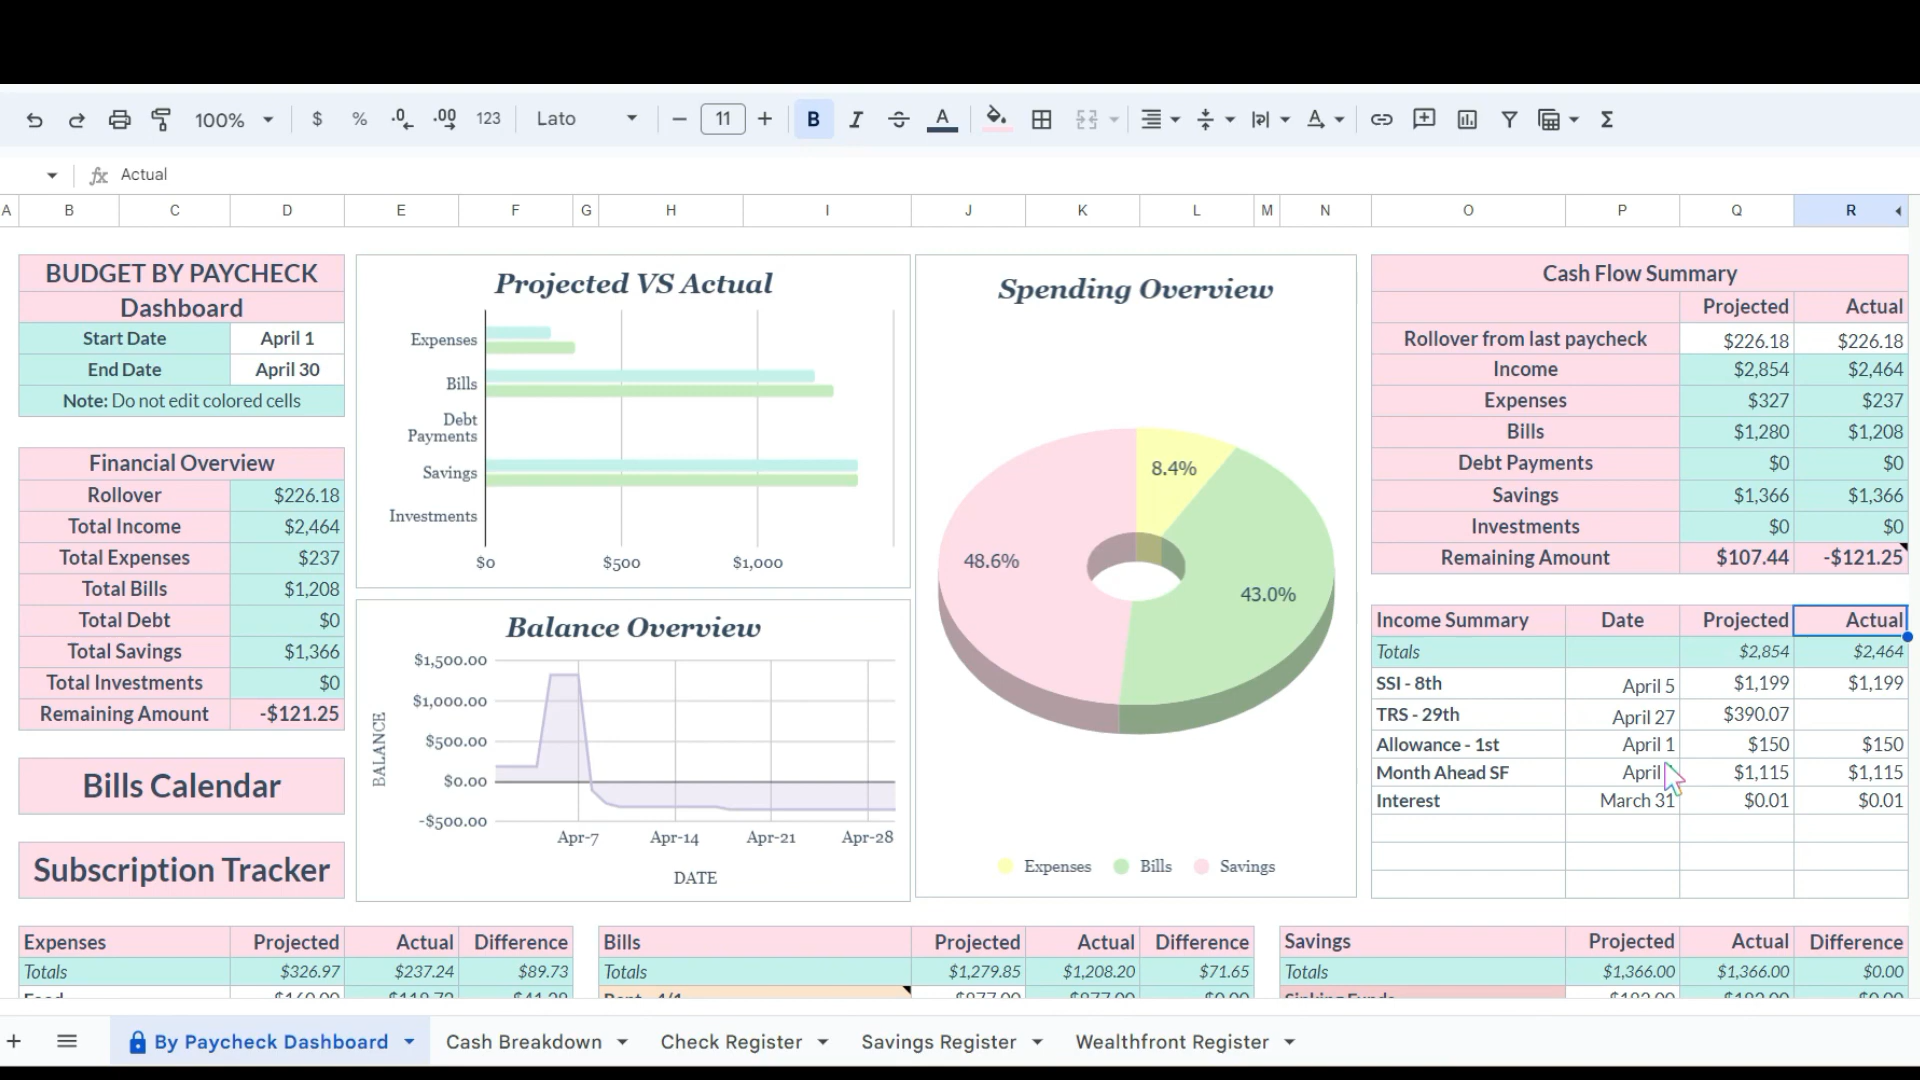 100% $ % .0 .00 123 Lato 11 B I A Σ
fx Actual
A B C D E F G H I J K L M N O P Q R
BUDGET BY PAYCHECK
Dashboard
Start Date April 1
End Date April 30
Note: Do not edit colored cells
Financial Overview
Rollover $226.18
Total Income $2,464
Total Expenses $237
Total Bills $1,208
Total Debt $0
Total Savings $1,366
Total Investments $0
Remaining Amount -$121.25
Bills Calendar
Subscription Tracker
Projected VS Actual
Expenses
Bills
Debt
Payments
Savings
Investments
$0 $500 $1,000
Balance Overview
$1,500.00
$1,000.00
$500.00
$0.00
-$500.00
BALANCE
Apr-7 Apr-14 Apr-21 Apr-28
DATE
Spending Overview
8.4%
48.6%
43.0%
Expenses Bills Savings
Cash Flow Summary
Projected Actual
Rollover from last paycheck $226.18 $226.18
Income $2,854 $2,464
Expenses $327 $237
Bills $1,280 $1,208
Debt Payments $0 $0
Savings $1,366 $1,366
Investments $0 $0
Remaining Amount $107.44 -$121.25
Income Summary Date Projected Actual
Totals $2,854 $2,464
SSI - 8th April 5 $1,199 $1,199
TRS - 29th April 27 $390.07
Allowance - 1st April 1 $150 $150
Month Ahead SF April $1,115 $1,115
Interest March 31 $0.01 $0.01
Expenses Projected Actual Difference
Totals $326.97 $237.24 $89.73
Bills Projected Actual Difference
Totals $1,279.85 $1,208.20 $71.65
Savings Projected Actual Difference
Totals $1,366.00 $1,366.00 $0.00
By Paycheck Dashboard Cash Breakdown Check Register Savings Register Wealthfront Register